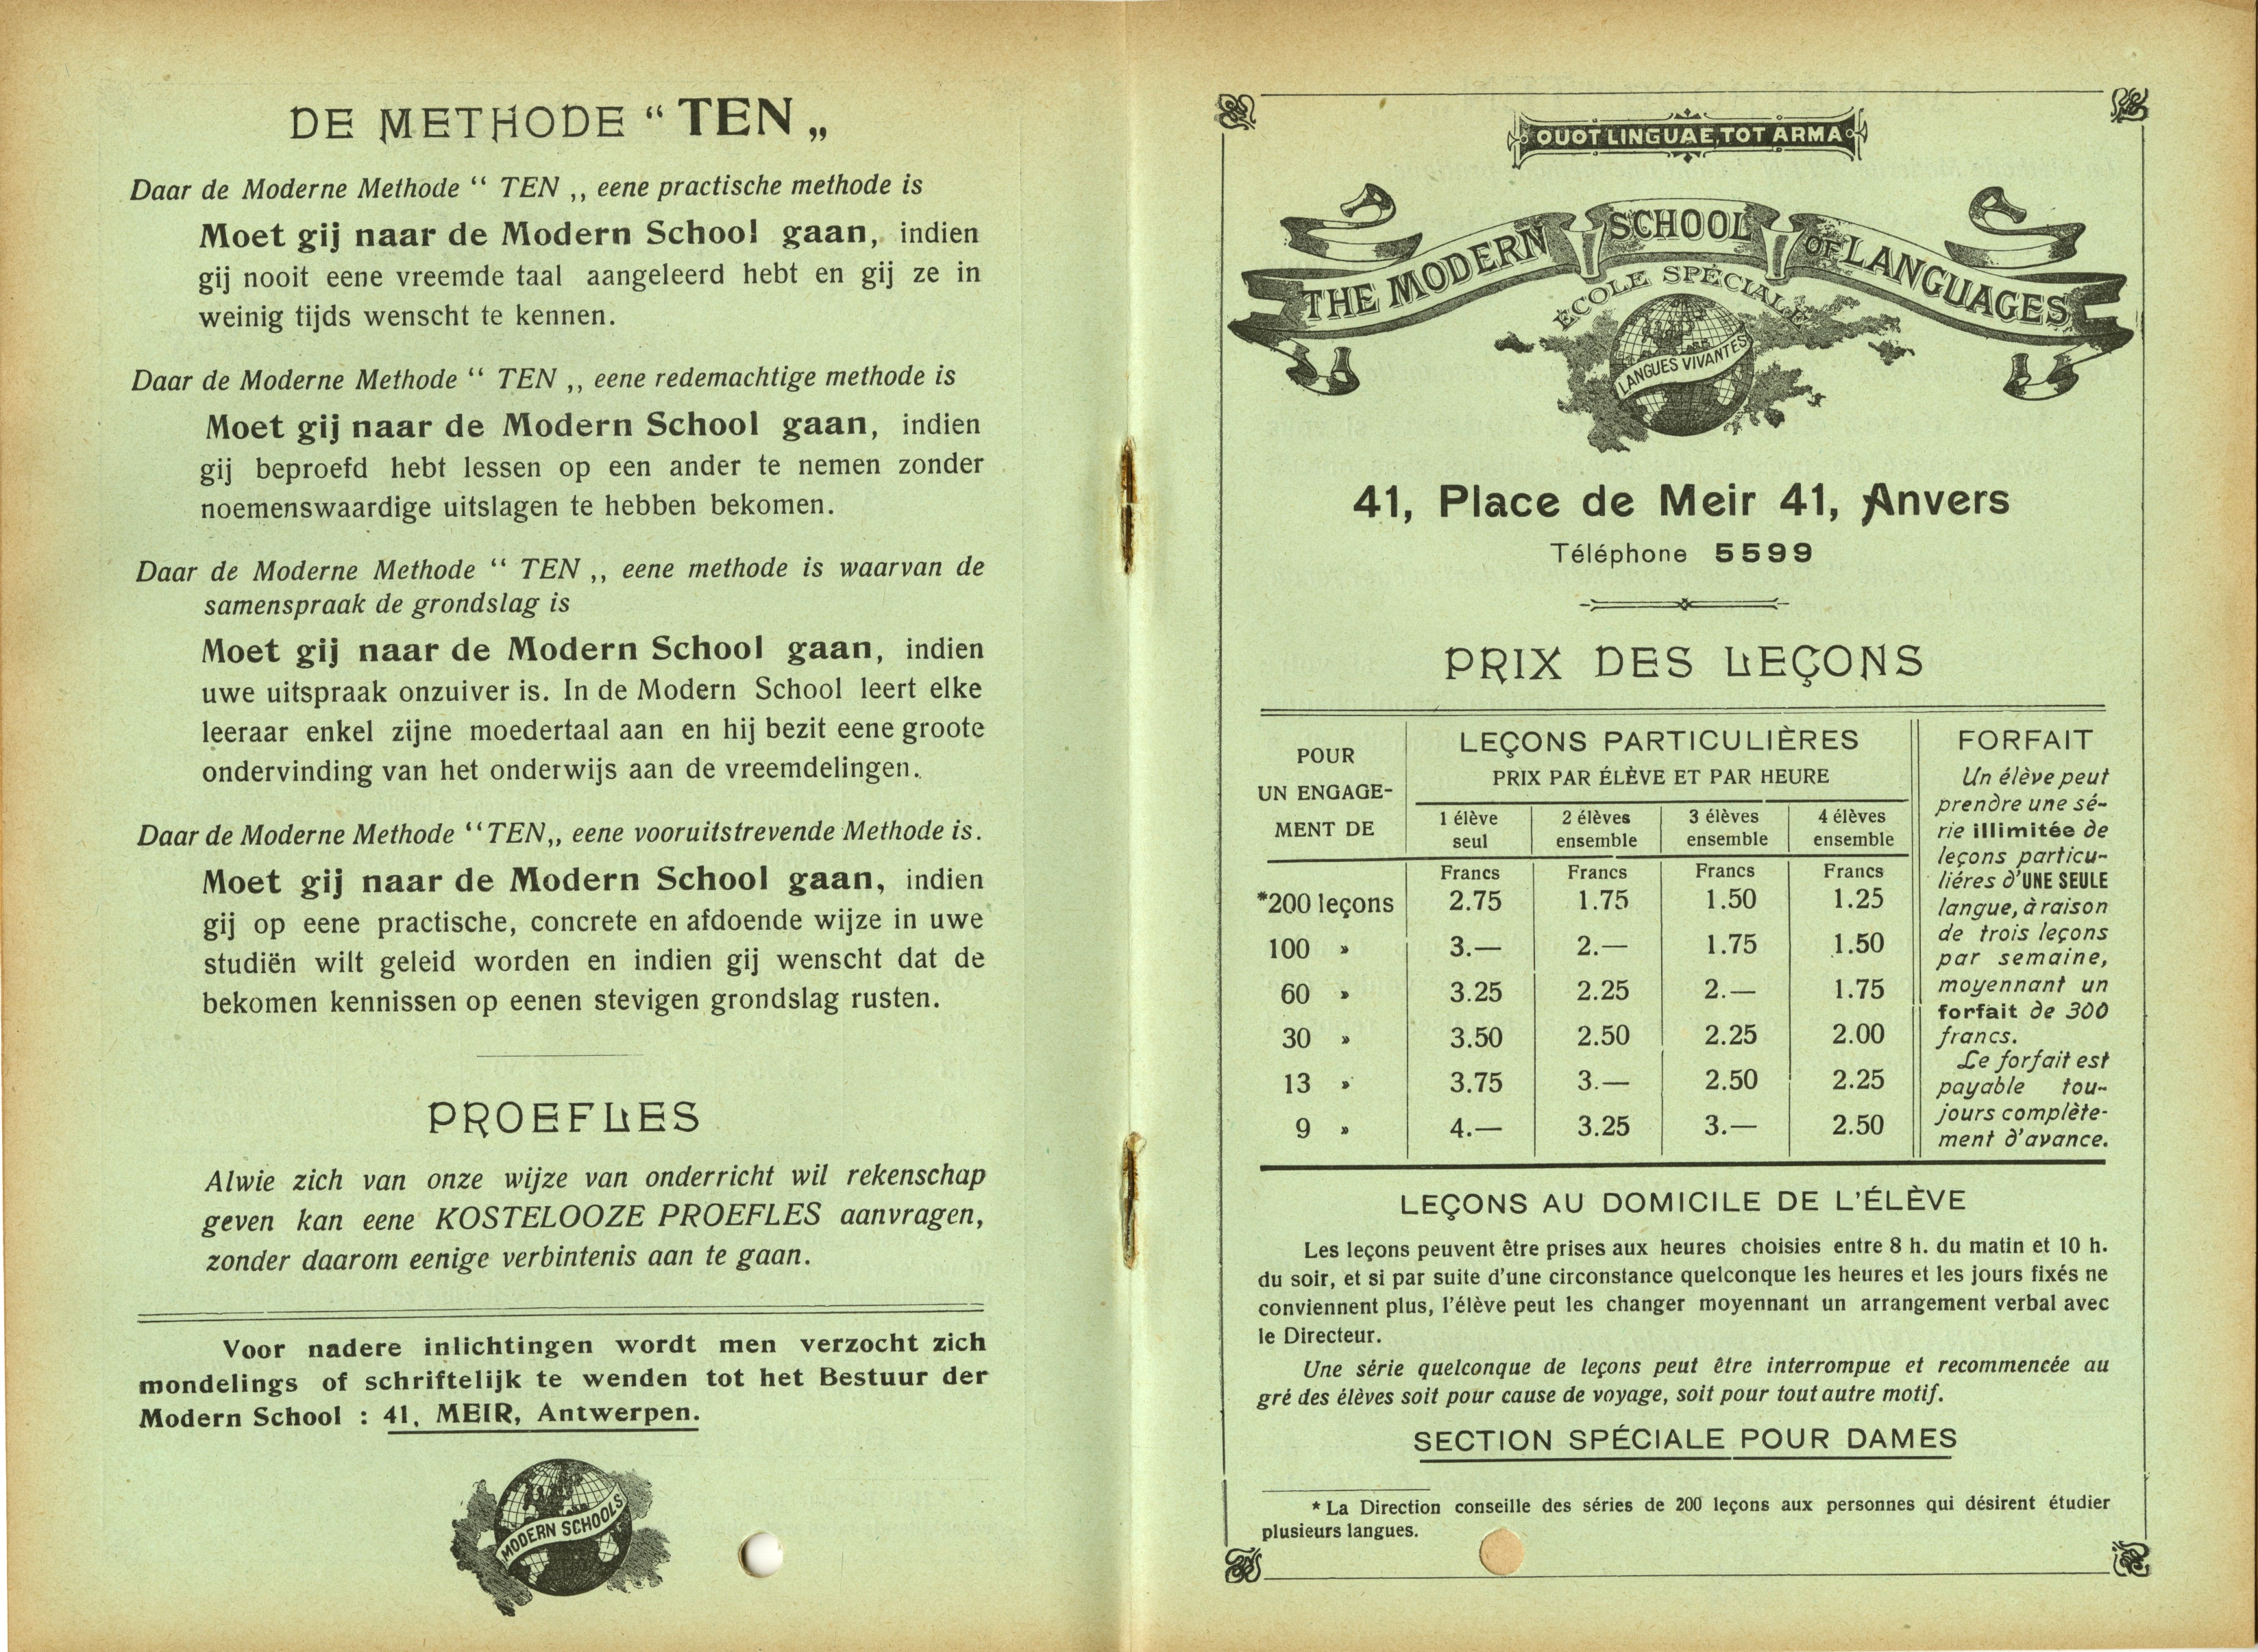 DE METHODE “ TEN „
Daar de Moderne Methode “ TEN ,, eene practische methode is
Moet gij naar de Modern School gaan, indien
gij nooit eene vreemde taal aangeleerd hebt en gij ze in
weinig tijds wenscht te kennen.
Daar de Moderne Methode “ TEN ,, eene redemachtige methode is
Moet gij naar de Modern School gaan, indien
gij beproefd hebt lessen op een ander te nemen zonder
noemenswaardige uitslagen te hebben bekomen.
Daar de Moderne Methode “ TEN ,, eene methode is waarvan de
samenspraak de grondslag is
Moet gij naar de Modern School gaan, indien
uwe uitspraak onzuiver is. In de Modern School leert elke
leeraar enkel zijne moedertaal aan en hij bezit eene groote
ondervinding van het onderwijs aan de vreemdelingen.
Daar de Moderne Methode “TEN„ eene vooruitstrevende Methode is.
Moet gij naar de Modern School gaan, indien
gij op eene practische, concrete en afdoende wijze in uwe
studiën wilt geleid worden en indien gij wenscht dat de
bekomen kennissen op eenen stevigen grondslag rusten.
PROEFLES
Alwie zich van onze wijze van onderricht wil rekenschap
geven kan eene KOSTELOOZE PROEFLES aanvragen,
zonder daarom eenige verbintenis aan te gaan.
Voor nadere inlichtingen wordt men verzocht zich
mondelings of schriftelijk te wenden tot het Bestuur der
Modern School : 41, MEIR, Antwerpen.
MODERN SCHOOLS
QUOT LINGUAE, TOT ARMA
THE MODERN SCHOOL OF LANGUAGES
ÉCOLE SPÉCIALE
LANGUES VIVANTES
41, Place de Meir 41, Anvers
Téléphone 5599
PRIX DES LEÇONS
POUR
UN ENGAGE-
MENT DE
LEÇONS PARTICULIÈRES
PRIX PAR ÉLÈVE ET PAR HEURE
1 élève
seul
2 élèves
ensemble
3 élèves
ensemble
4 élèves
ensemble
Francs Francs Francs Francs
*200 leçons 2.75 1.75 1.50 1.25
100 » 3.— 2.— 1.75 1.50
60 » 3.25 2.25 2.— 1.75
30 » 3.50 2.50 2.25 2.00
13 » 3.75 3.— 2.50 2.25
9 » 4.— 3.25 3.— 2.50
FORFAIT
Un élève peut
prendre une sé-
rie illimitée de
leçons particu-
liéres d'UNE SEULE
langue, à raison
de trois leçons
par semaine,
moyennant un
forfait de 300
francs.
Le forfait est
payable tou-
jours complète-
ment d'avance.
LEÇONS AU DOMICILE DE L'ÉLÈVE
Les leçons peuvent être prises aux heures choisies entre 8 h. du matin et 10 h.
du soir, et si par suite d'une circonstance quelconque les heures et les jours fixés ne
conviennent plus, l'élève peut les changer moyennant un arrangement verbal avec
le Directeur.
Une série quelconque de leçons peut être interrompue et recommencée au
gré des élèves soit pour cause de voyage, soit pour tout autre motif.
SECTION SPÉCIALE POUR DAMES
* La Direction conseille des séries de 200 leçons aux personnes qui désirent étudier
plusieurs langues.